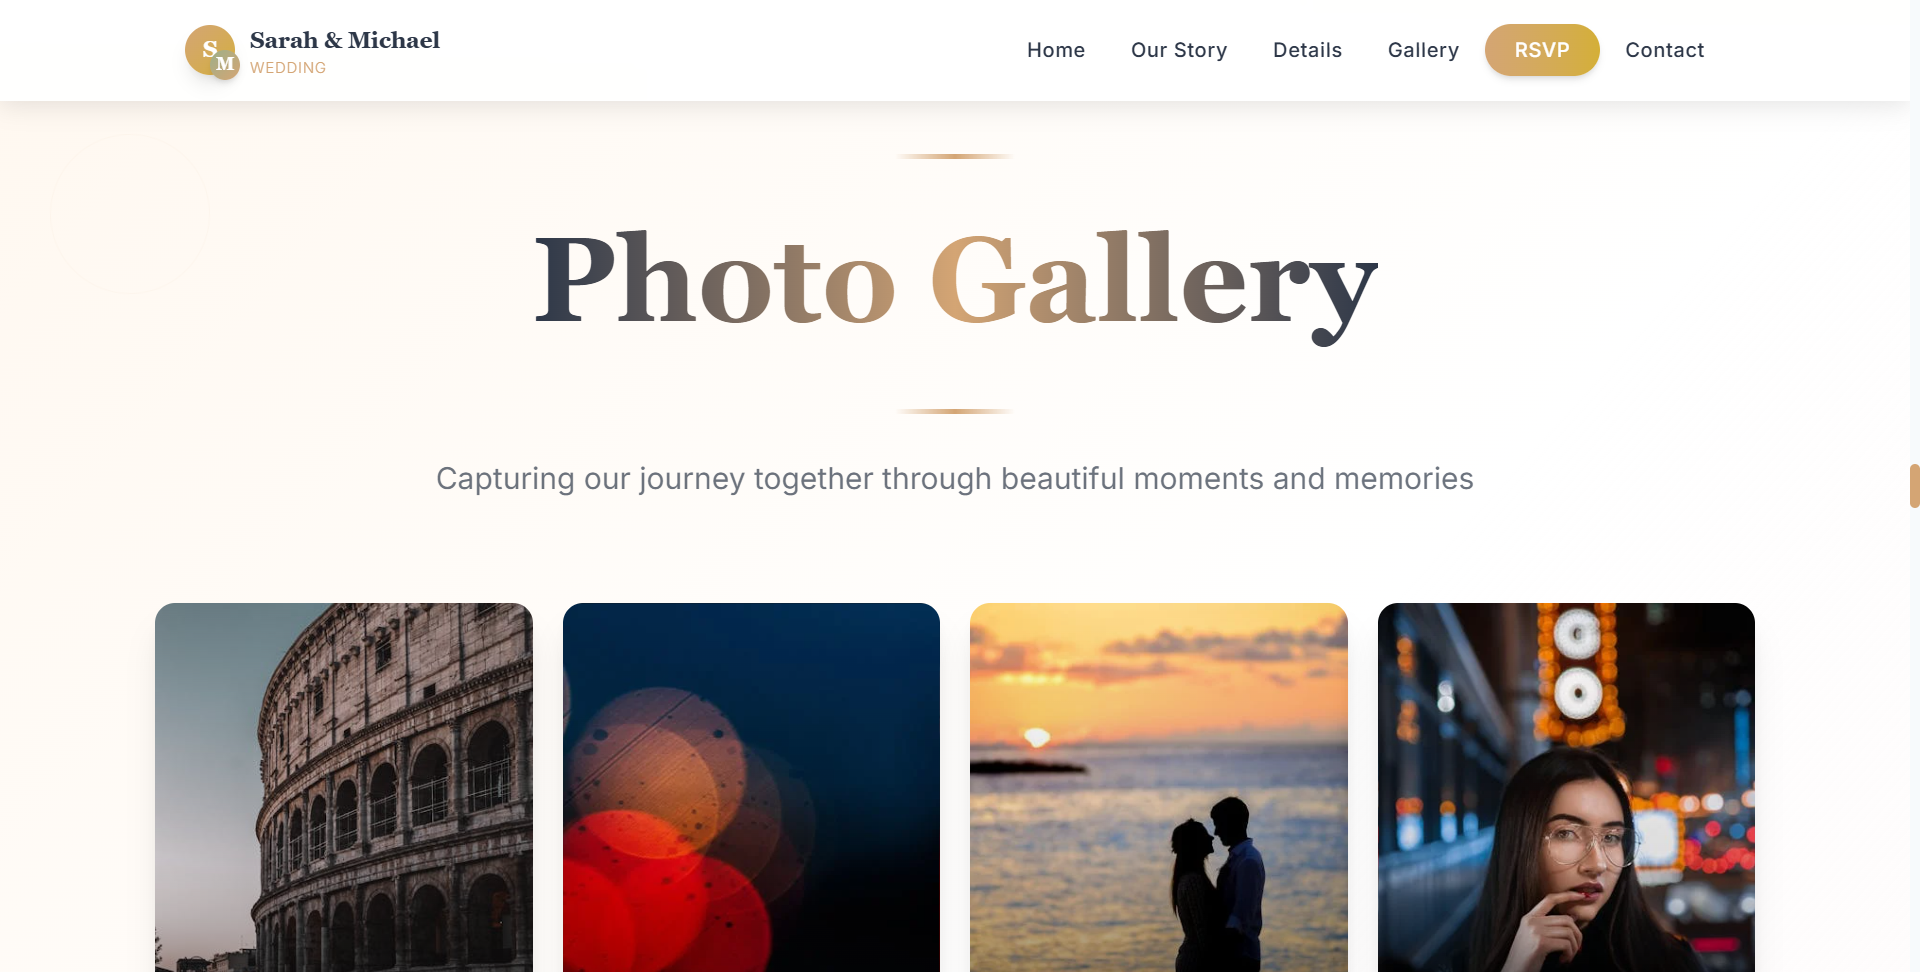 S
M
Sarah & Michael
WEDDING
Home
Our Story
Details
Gallery
RSVP
Contact
Photo Gallery
Capturing our journey together through beautiful moments and memories